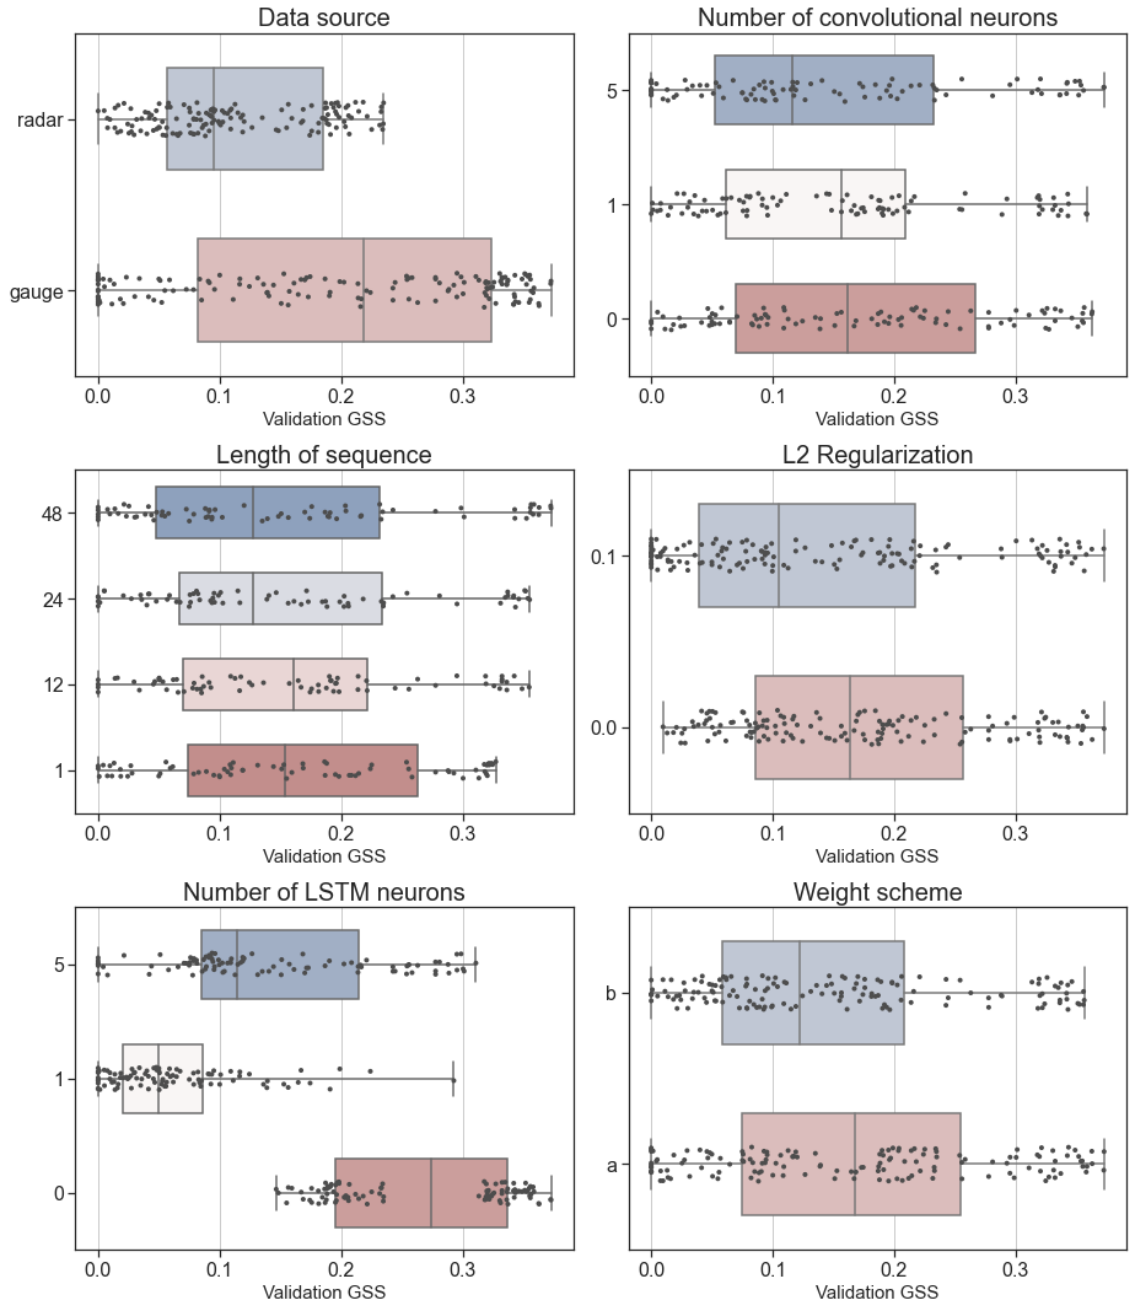 Data source
radar
gauge
0.0 0.1 0.2 0.3
Validation GSS
Number of convolutional neurons
5
1
0
0.0 0.1 0.2 0.3
Validation GSS
Length of sequence
48
24
12
1
0.0 0.1 0.2 0.3
Validation GSS
L2 Regularization
0.1
0.0
0.0 0.1 0.2 0.3
Validation GSS
Number of LSTM neurons
5
1
0
0.0 0.1 0.2 0.3
Validation GSS
Weight scheme
b
a
0.0 0.1 0.2 0.3
Validation GSS